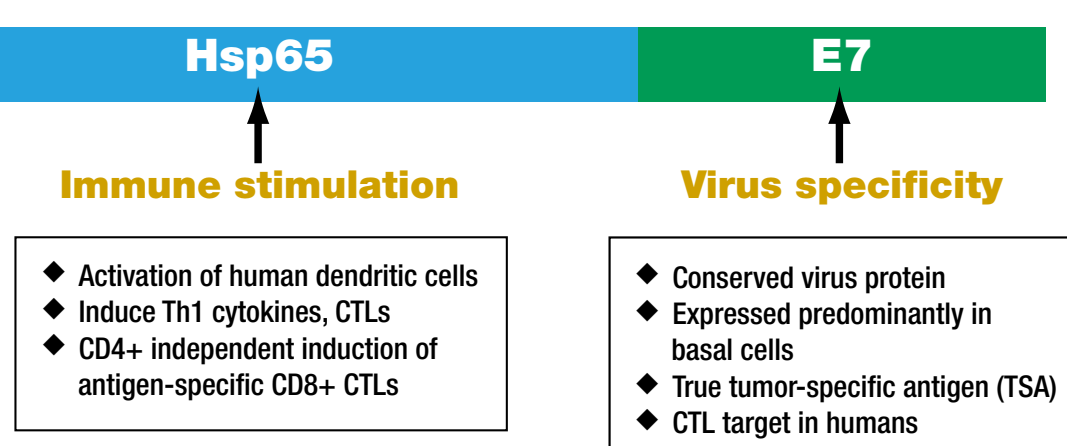 Hsp65
E7
Immune stimulation
Virus specificity
◆ Activation of human dendritic cells
◆ Induce Th1 cytokines, CTLs
◆ CD4+ independent induction of
antigen-specific CD8+ CTLs
◆ Conserved virus protein
◆ Expressed predominantly in
basal cells
◆ True tumor-specific antigen (TSA)
◆ CTL target in humans